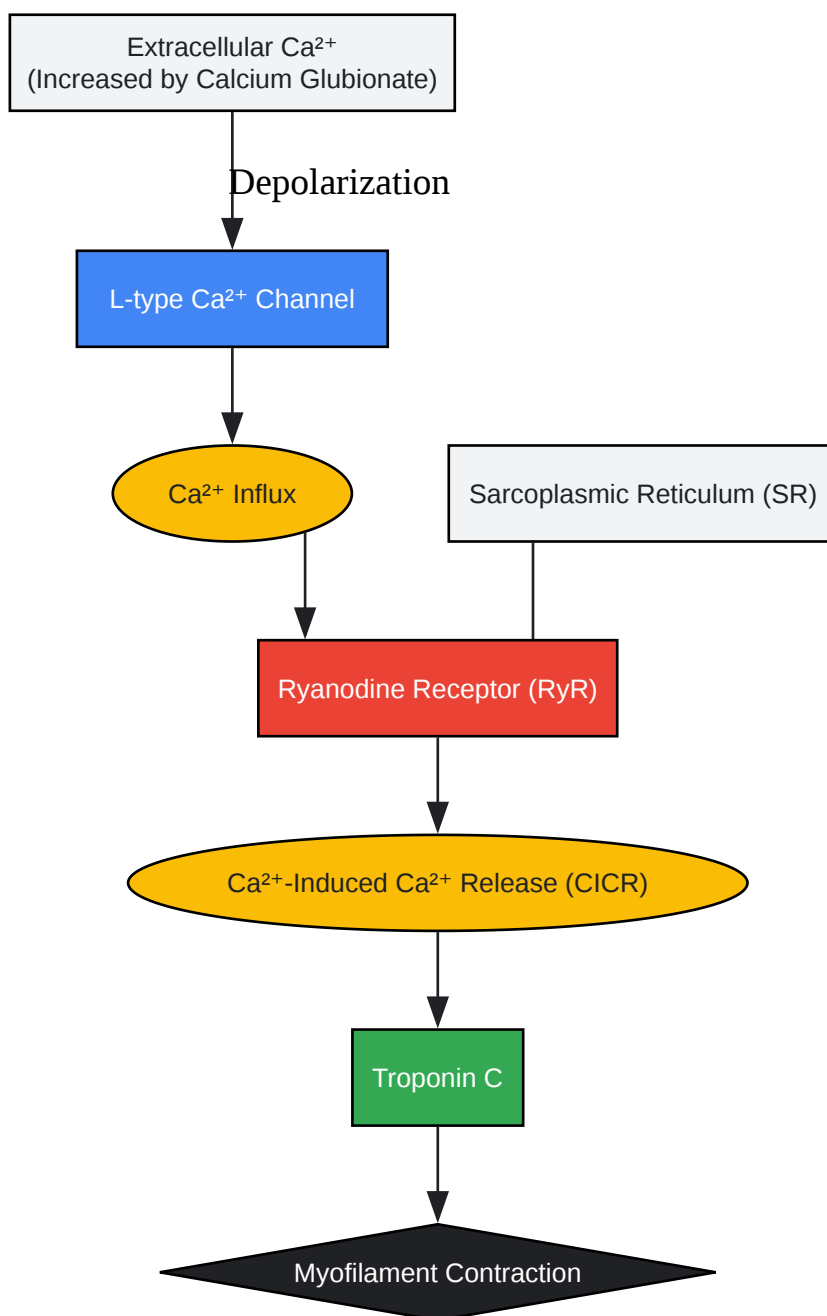 Extracellular Ca²⁺
(Increased by Calcium Glubionate)
Depolarization
L-type Ca²⁺ Channel
Ca²⁺ Influx
Sarcoplasmic Reticulum (SR)
Ryanodine Receptor (RyR)
Ca²⁺-Induced Ca²⁺ Release (CICR)
Troponin C
Myofilament Contraction